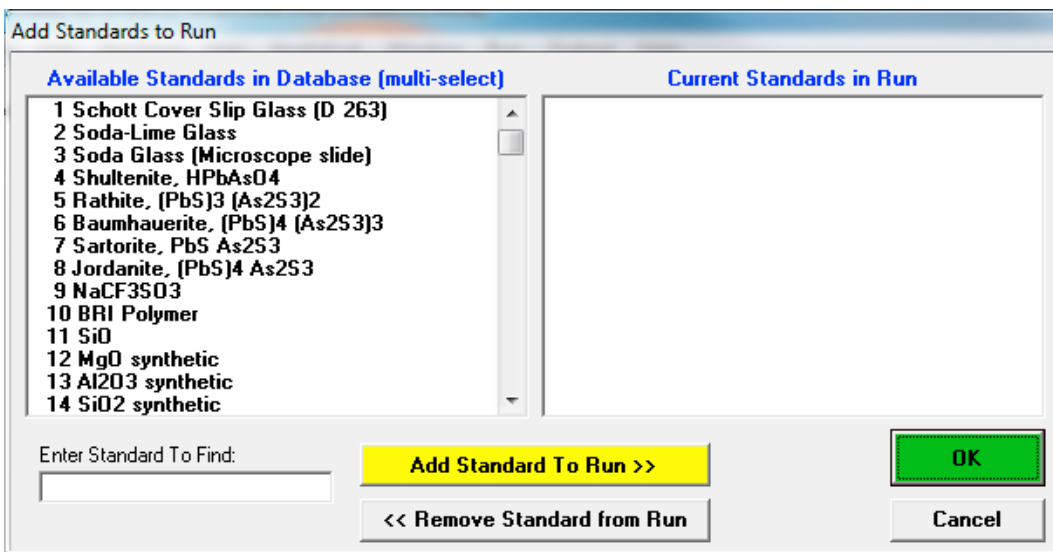 Add Standards to Run
Available Standards in Database (multi-select)
Current Standards in Run
1 Schott Cover Slip Glass (D 263)
2 Soda-Lime Glass
3 Soda Glass (Microscope slide)
4 Shultenite, HPbAsO4
5 Rathite, (PbS)3 (As2S3)2
6 Baumhauerite, (PbS)4 (As2S3)3
7 Sartorite, PbS As2S3
8 Jordanite, (PbS)4 As2S3
9 NaCF3SO3
10 BRI Polymer
11 SiO
12 MgO synthetic
13 Al2O3 synthetic
14 SiO2 synthetic
Enter Standard To Find:
Add Standard To Run >>
OK
<< Remove Standard from Run
Cancel